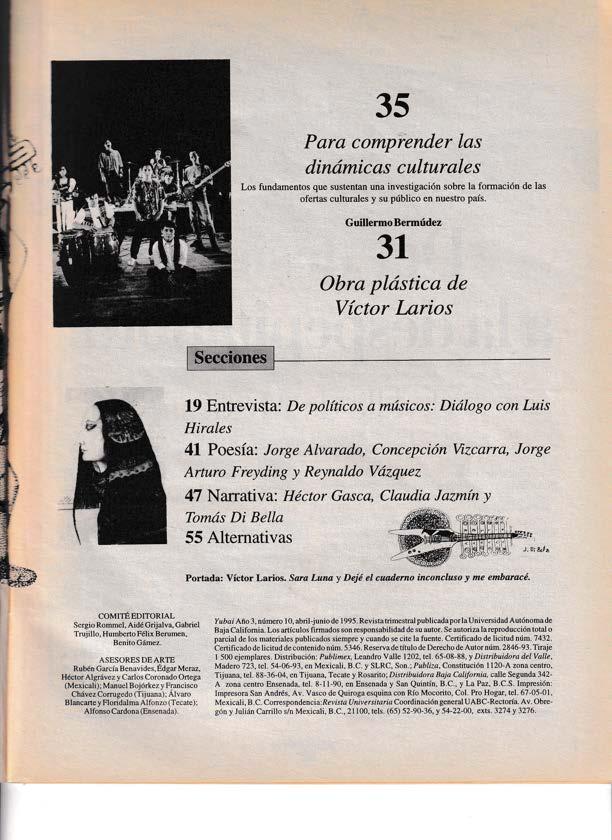 35
Para comprender las
dinámicas culturales
Los fundamentos que sustentan una investigación sobre la formación de las
ofertas culturales y su público en nuestro país.
Guillermo Bermúdez
31
Obra plástica de
Víctor Larios
Secciones
19 Entrevista: De políticos a músicos: Diálogo con Luis
Hirales
41 Poesía: Jorge Alvarado, Concepción Vizcarra, Jorge
Arturo Freyding y Reynaldo Vázquez
47 Narrativa: Héctor Gasca, Claudia Jazmín y
Tomás Di Bella
55 Alternativas
Portada: Víctor Larios. Sara Luna y Dejé el cuaderno inconcluso y me embaracé.
COMITÉ EDITORIAL
Sergio Rommel, Aidé Grijalva, Gabriel
Trujillo, Humberto Félix Berumen,
Benito Gámez.
ASESORES DE ARTE
Rubén García Benavides, Édgar Meraz,
Héctor Algrávez y Carlos Coronado Ortega
(Mexicali); Manuel Bojórkez y Francisco
Chávez Corrugedo (Tijuana); Álvaro
Blancarte y Floridalma Alfonzo (Tecate);
Alfonso Cardona (Ensenada).
Yubai Año 3, número 10, abril-junio de 1995. Revista trimestral publicada por la Universidad Autónoma de
Baja California. Los artículos firmados son responsabilidad de su autor. Se autoriza la reproducción total o
parcial de los materiales publicados siempre y cuando se cite la fuente. Certificado de licitud núm. 7432.
Certificado de licitud de contenido núm. 5346. Reserva de título de Derecho de Autor núm. 2846-93. Tiraje
1 500 ejemplares. Distribución: Publimex, Leandro Valle 1202, tel. 65-08-88, y Distribuidora del Valle,
Madero 723, tel. 54-06-93, en Mexicali, B.C. y SLRC, Son.; Publiza, Constitución 1120-A zona centro,
Tijuana, tel. 88-36-04, en Tijuana, Tecate y Rosarito; Distribuidora Baja California, calle Segunda 342-
A zona centro Ensenada, tel. 8-11-90, en Ensenada y San Quintín, B.C., y La Paz, B.C.S. Impresión:
Impresora San Andrés, Av. Vasco de Quiroga esquina con Río Mocorito, Col. Pro Hogar, tel. 67-05-01,
Mexicali, B.C. Correspondencia: Revista Universitaria Coordinación general UABC-Rectoría. Av. Obre-
gón y Julián Carrillo s/n Mexicali, B.C., 21100, tels. (65) 52-90-36, y 54-22-00, exts. 3274 y 3276.